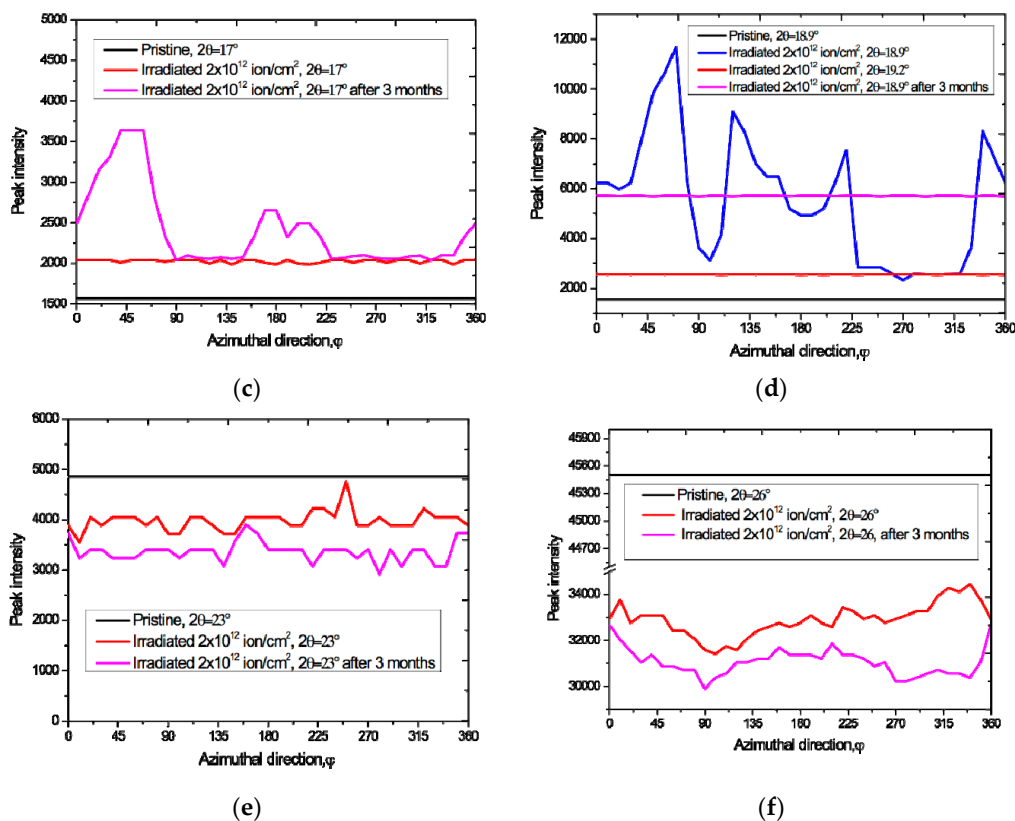 5000
4500
4000
3500
3000
2500
2000
1500
Peak intensity
Pristine, 2θ=17°
Irradiated 2x10¹² ion/cm², 2θ=17°
Irradiated 2x10¹² ion/cm², 2θ=17° after 3 months
0 45 90 135 180 225 270 315 360
Azimuthal direction,φ
(c)
12000
10000
8000
6000
4000
2000
Peak intensity
Pristine, 2θ=18.9°
Irradiated 2x10¹² ion/cm², 2θ=18.9°
Irradiated 2x10¹² ion/cm², 2θ=19.2°
Irradiated 2x10¹² ion/cm², 2θ=18.9° after 3 months
0 45 90 135 180 225 270 315 360
Azimuthal direction,φ
(d)
6000
5000
4000
3000
2000
1000
0
Peak intensity
Pristine, 2θ=23°
Irradiated 2x10¹² ion/cm², 2θ=23°
Irradiated 2x10¹² ion/cm², 2θ=23° after 3 months
0 45 90 135 180 225 270 315 360
Azimuthal direction,φ
(e)
45900
45600
45300
45000
44700
34000
32000
30000
Peak intensity
Pristine, 2θ=26°
Irradiated 2x10¹² ion/cm², 2θ=26°
Irradiated 2x10¹² ion/cm², 2θ=26, after 3 months
0 45 90 135 180 225 270 315 360
Azimuthal direction,φ
(f)